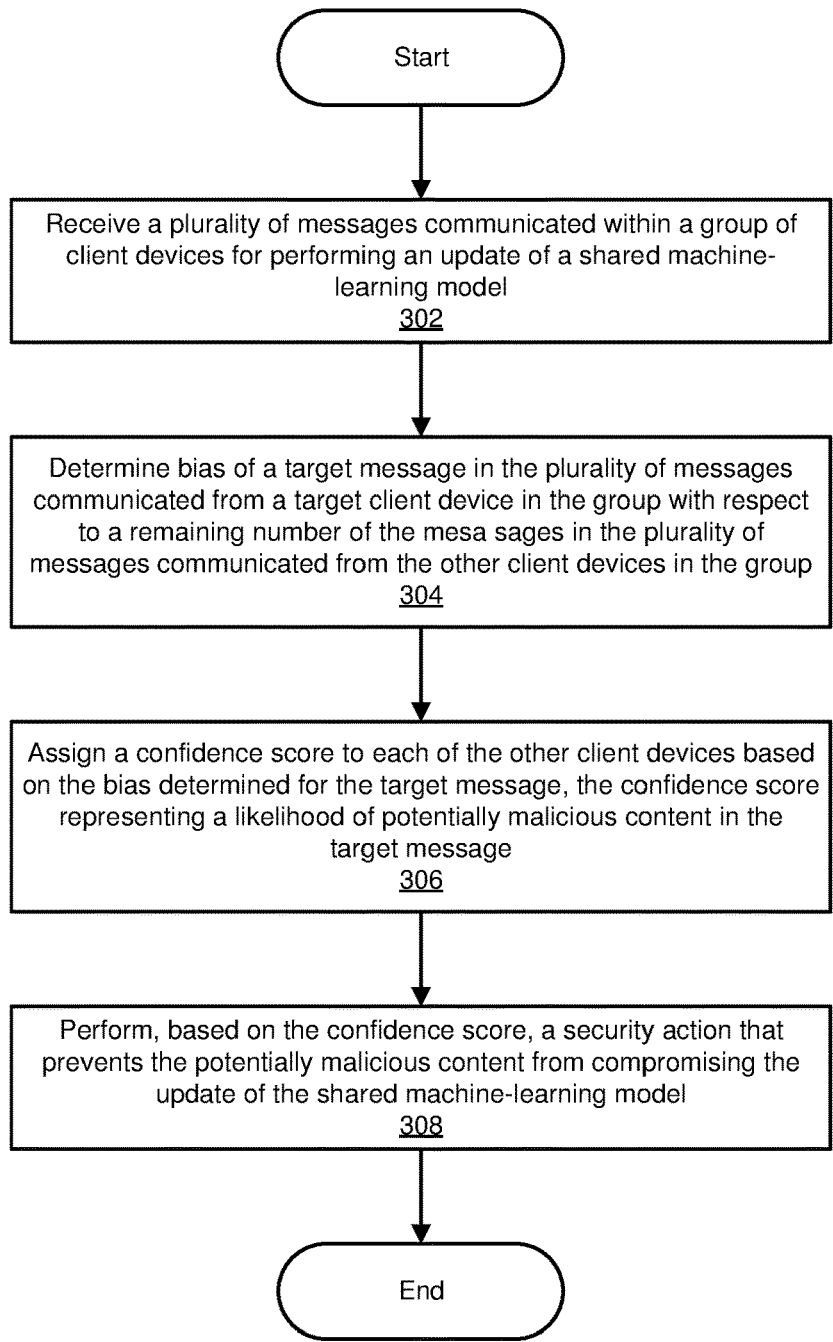 Start
Receive a plurality of messages communicated within a group of
client devices for performing an update of a shared machine-
learning model
302
Determine bias of a target message in the plurality of messages
communicated from a target client device in the group with respect
to a remaining number of the mesa sages in the plurality of
messages communicated from the other client devices in the group
304
Assign a confidence score to each of the other client devices based
on the bias determined for the target message, the confidence score
representing a likelihood of potentially malicious content in the
target message
306
Perform, based on the confidence score, a security action that
prevents the potentially malicious content from compromising the
update of the shared machine-learning model
308
End